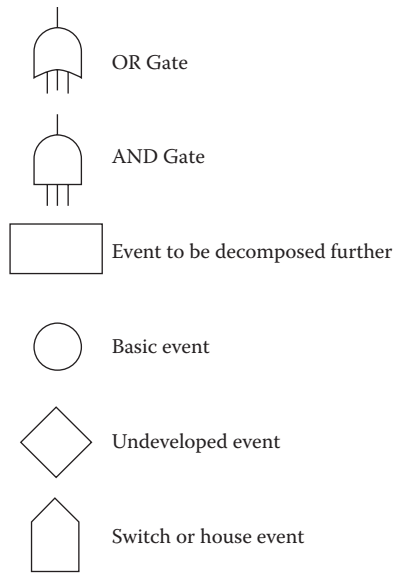 OR Gate
AND Gate
Event to be decomposed further
Basic event
Undeveloped event
Switch or house event